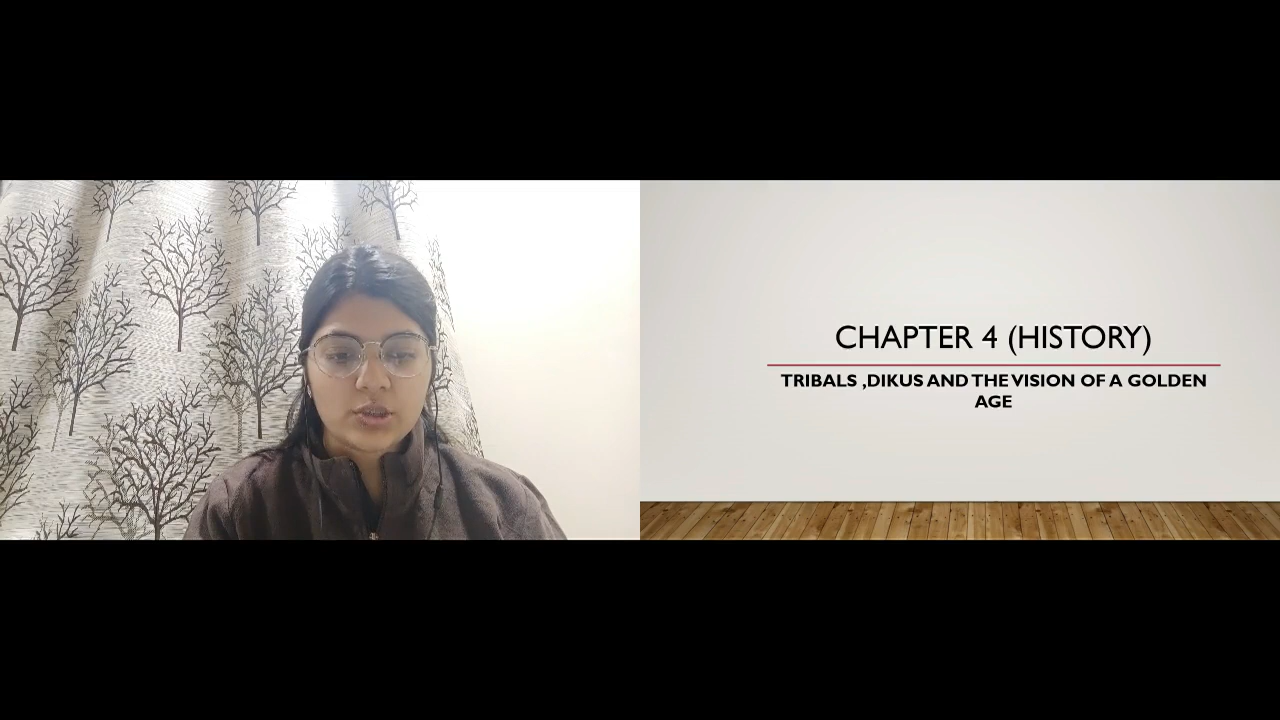 CHAPTER 4 (HISTORY)
TRIBALS ,DIKUS AND THE VISION OF A GOLDEN
AGE